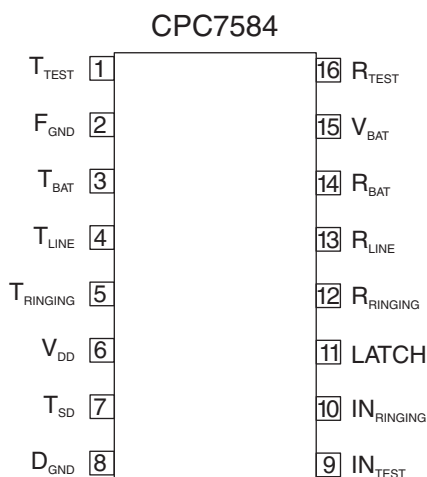 CPC7584
T_TEST 1 16 R_TEST
F_GND 2 15 V_BAT
T_BAT 3 14 R_BAT
T_LINE 4 13 R_LINE
T_RINGING 5 12 R_RINGING
V_DD 6 11 LATCH
T_SD 7 10 IN_RINGING
D_GND 8 9 IN_TEST